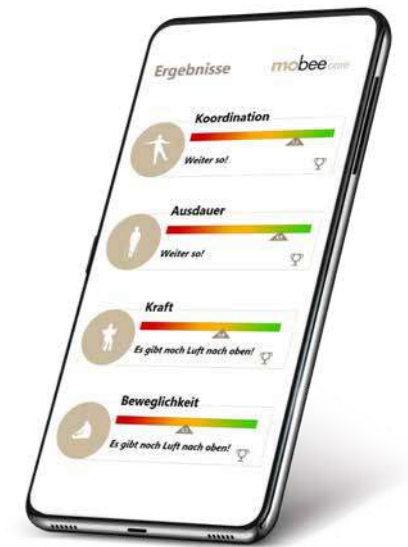 Ergebnisse
mobee care
Koordination
Weiter so!
Ausdauer
Weiter so!
Kraft
Es gibt noch Luft nach oben!
Beweglichkeit
Es gibt noch Luft nach oben!